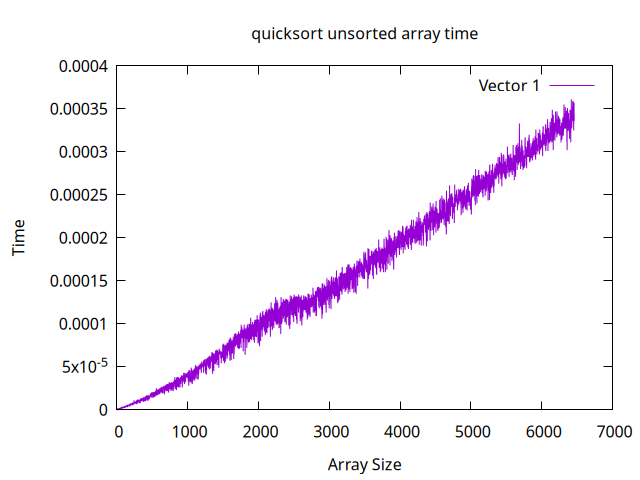 quicksort unsorted array time
Vector 1
0.0004
0.00035
0.0003
0.00025
0.0002
0.00015
0.0001
5x10-5
0
0 1000 2000 3000 4000 5000 6000 7000
Time
Array Size